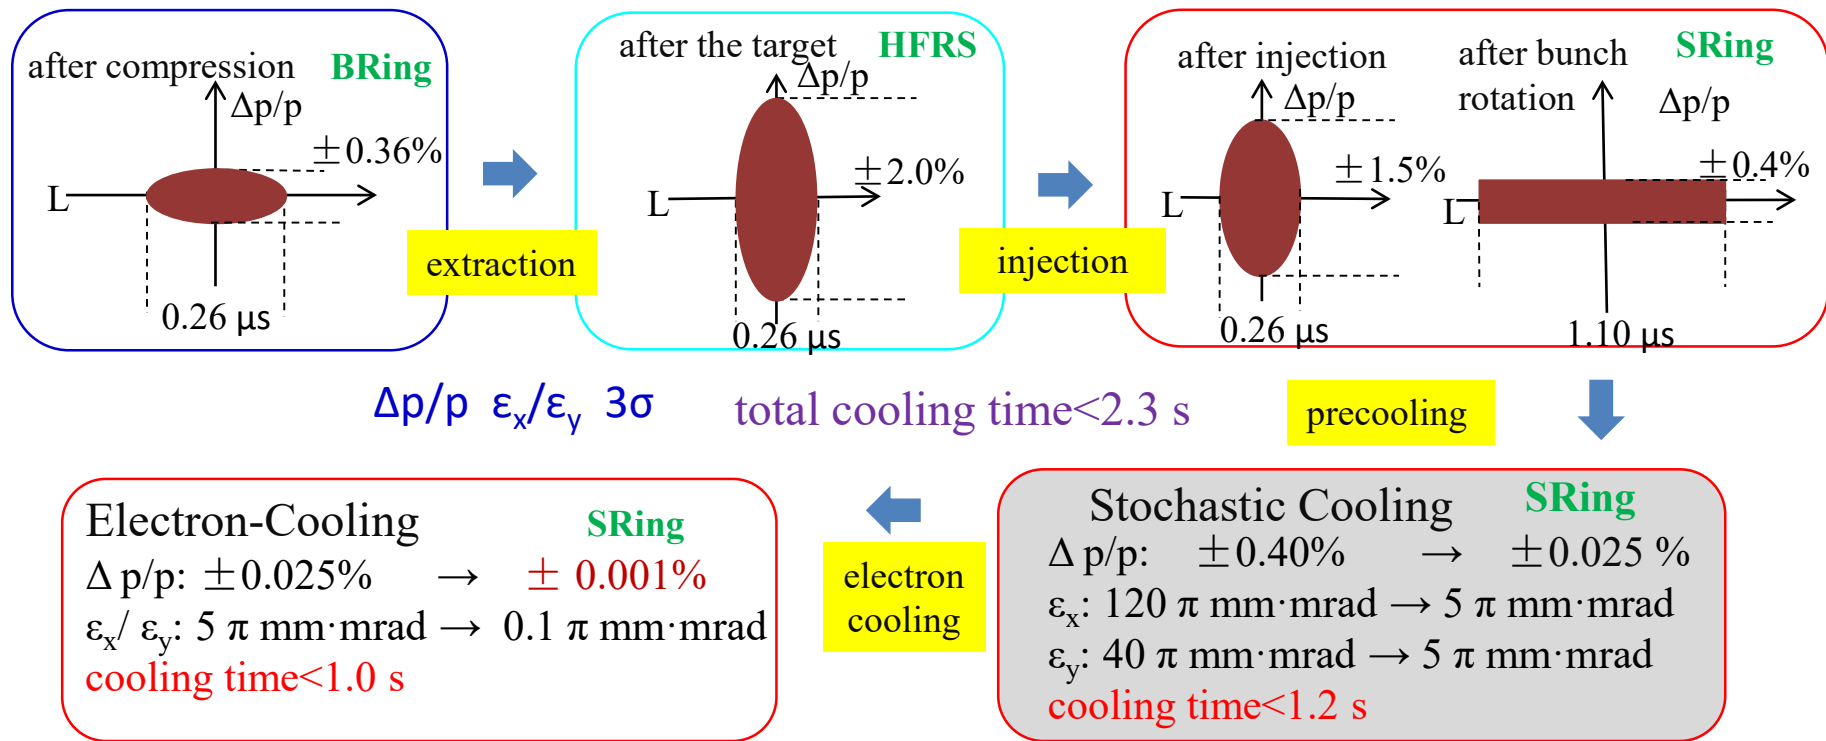 after compression
BRing
Δp/p
±0.36%
L
0.26 μs
extraction
after the target
HFRS
Δp/p
±2.0%
L
0.26 μs
injection
after injection
Δp/p
±1.5%
L
0.26 μs
after bunch
rotation
SRing
Δp/p
±0.4%
L
1.10 μs
Δp/p εx/εy 3σ
total cooling time<2.3 s
precooling
Stochastic Cooling
SRing
Δ p/p: ±0.40% → ±0.025 %
εx: 120 π mm·mrad → 5 π mm·mrad
εy: 40 π mm·mrad → 5 π mm·mrad
cooling time<1.2 s
electron
cooling
Electron-Cooling
SRing
Δ p/p: ±0.025% → ± 0.001%
εx/ εy: 5 π mm·mrad → 0.1 π mm·mrad
cooling time<1.0 s